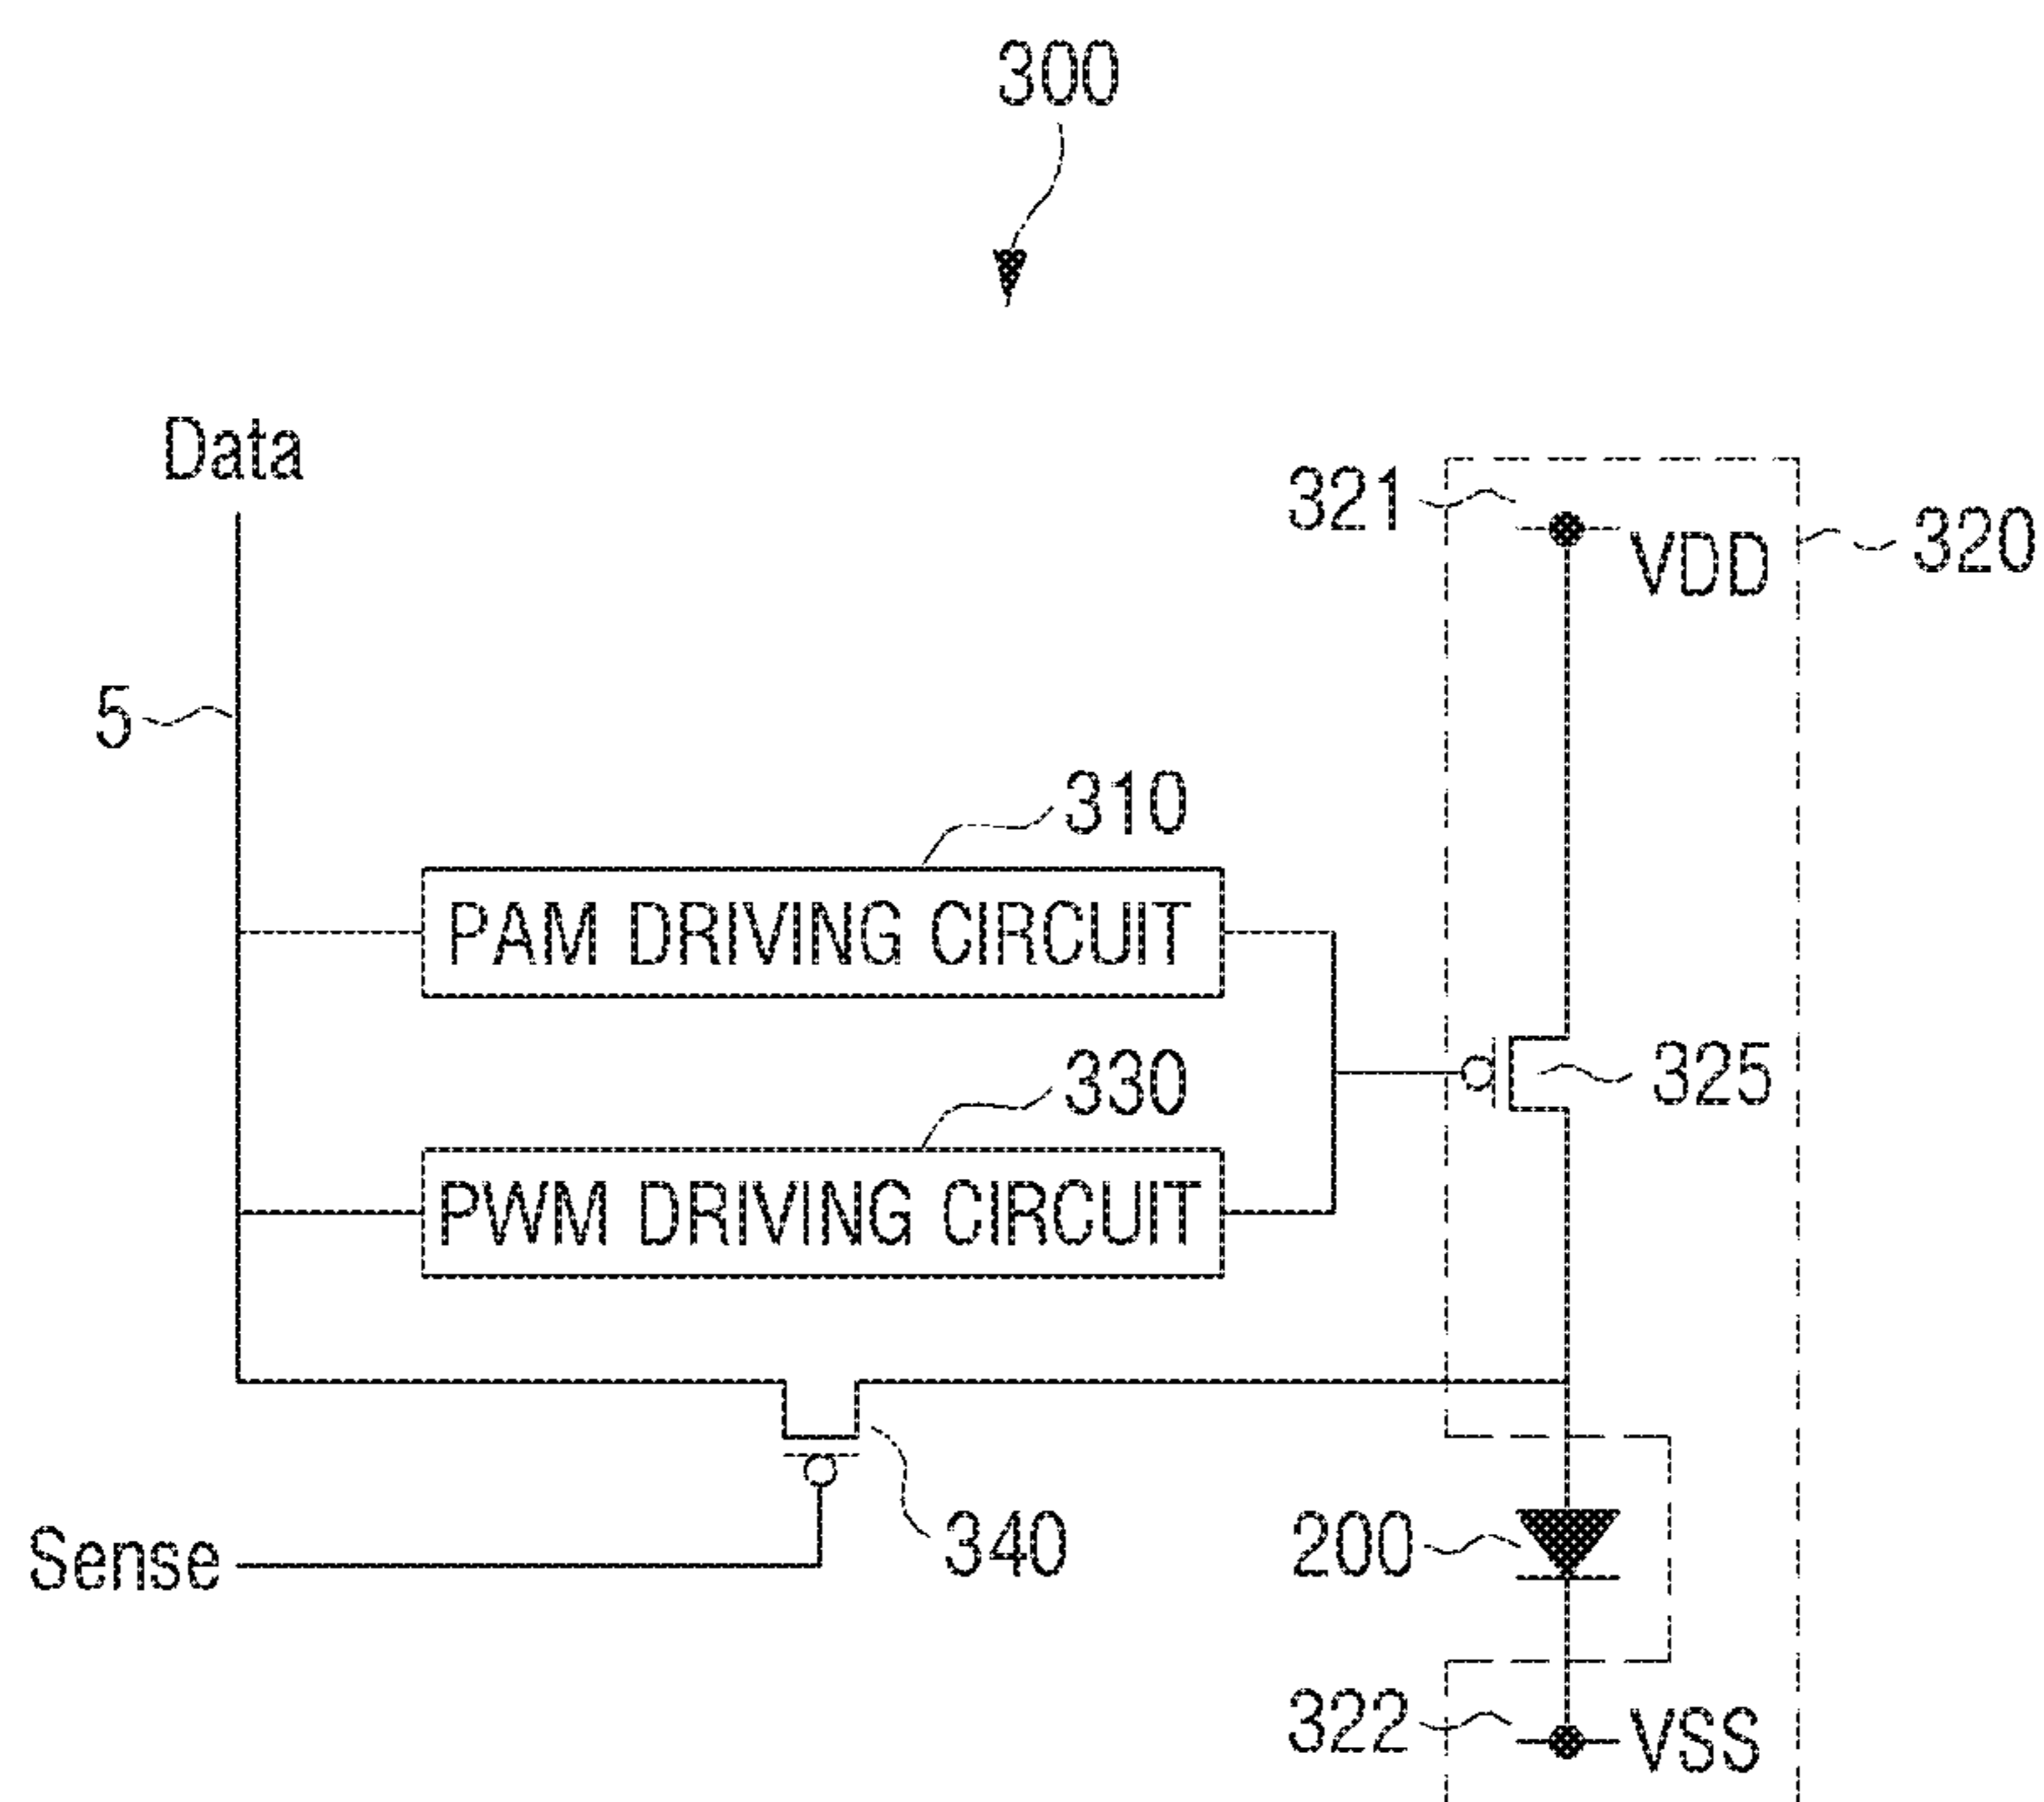 300
Data
321
VDD
320
5
310
PAM DRIVING CIRCUIT
325
330
PWM DRIVING CIRCUIT
340
Sense
200
322
VSS